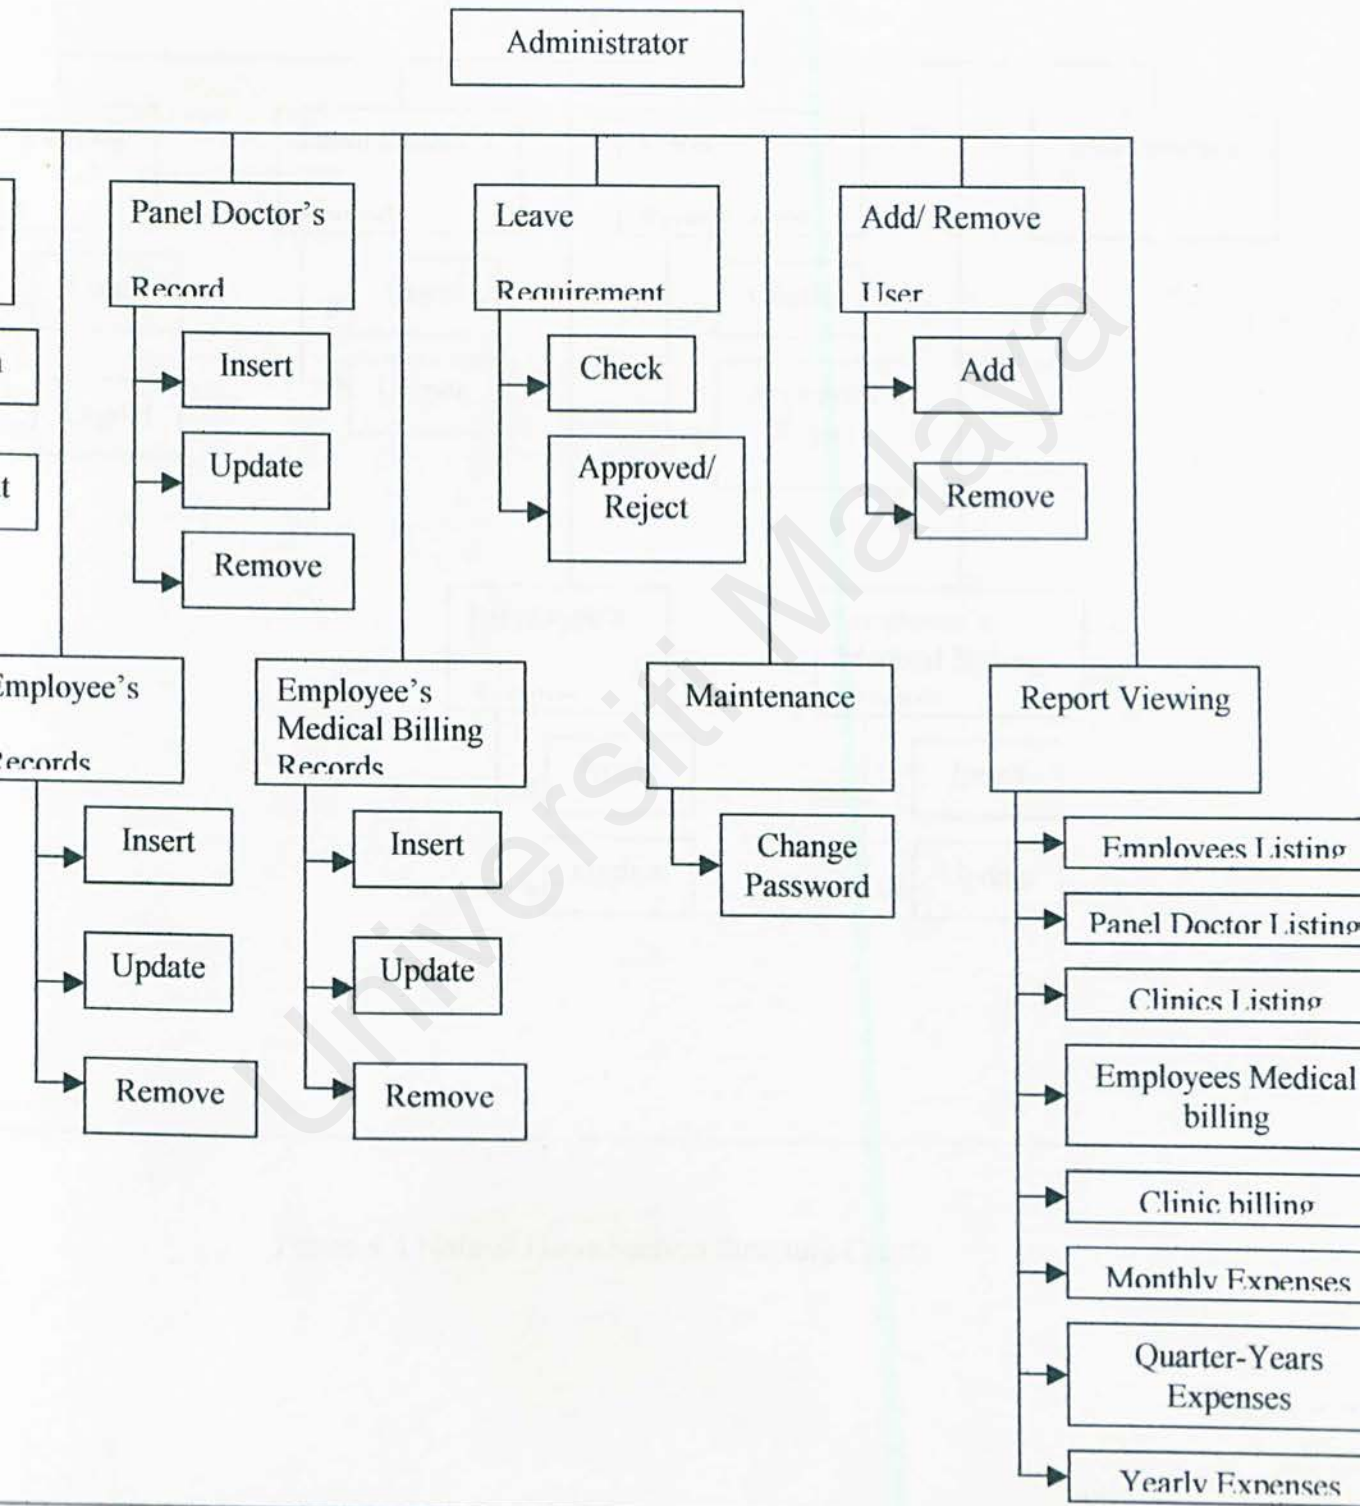 Administrator
Panel Doctor's
Record
Insert
Update
Remove
Leave
Requirement
Check
Approved/
Reject
Add/ Remove
User
Add
Remove
Employee's
Records
Insert
Update
Remove
Employee's
Medical Billing
Records
Insert
Update
Remove
Maintenance
Change
Password
Report Viewing
Employees Listing
Panel Doctor Listing
Clinics Listing
Employees Medical
billing
Clinic billing
Monthly Expenses
Quarter-Years
Expenses
Yearly Expenses
Universiti Malaya